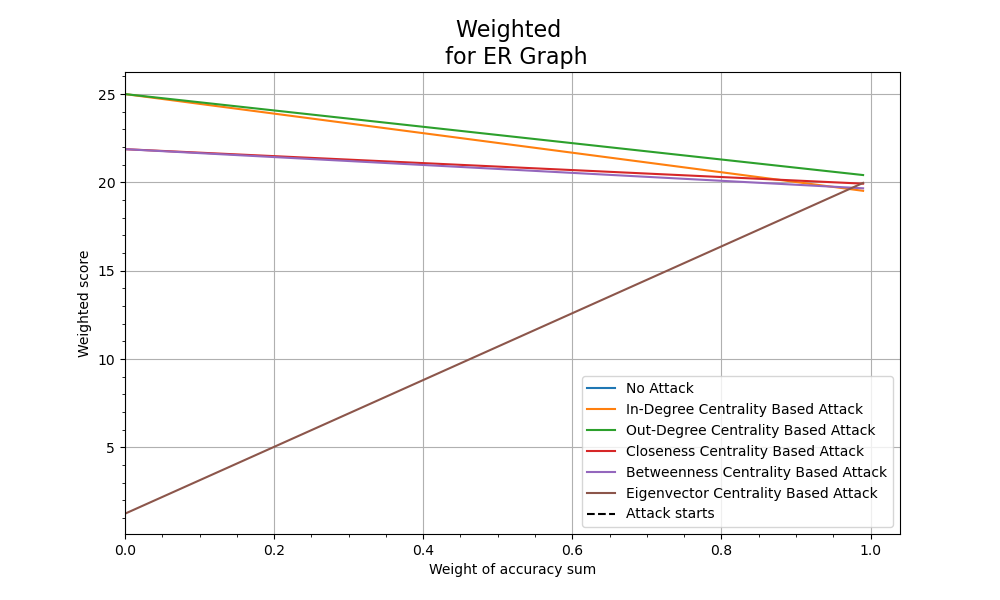 Weighted
for ER Graph
Weighted score
25
20
15
10
5
0.0 0.2 0.4 0.6 0.8 1.0
Weight of accuracy sum
No Attack
In-Degree Centrality Based Attack
Out-Degree Centrality Based Attack
Closeness Centrality Based Attack
Betweenness Centrality Based Attack
Eigenvector Centrality Based Attack
Attack starts